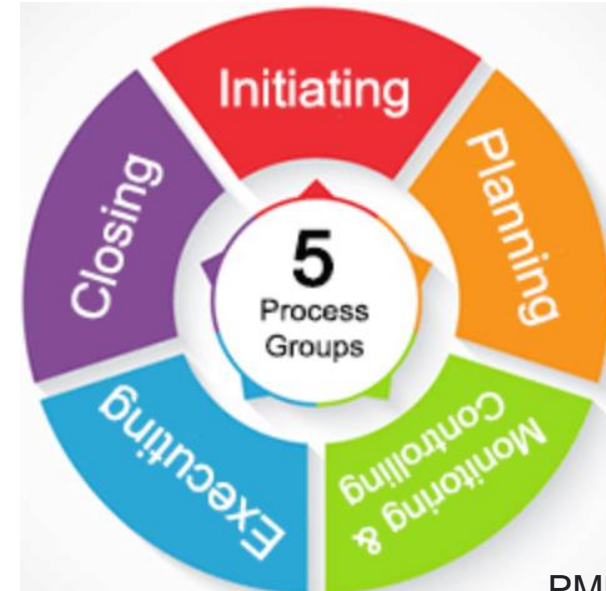 Initiating
Planning
Monitoring &
Controlling
Executing
Closing
5
Process
Groups